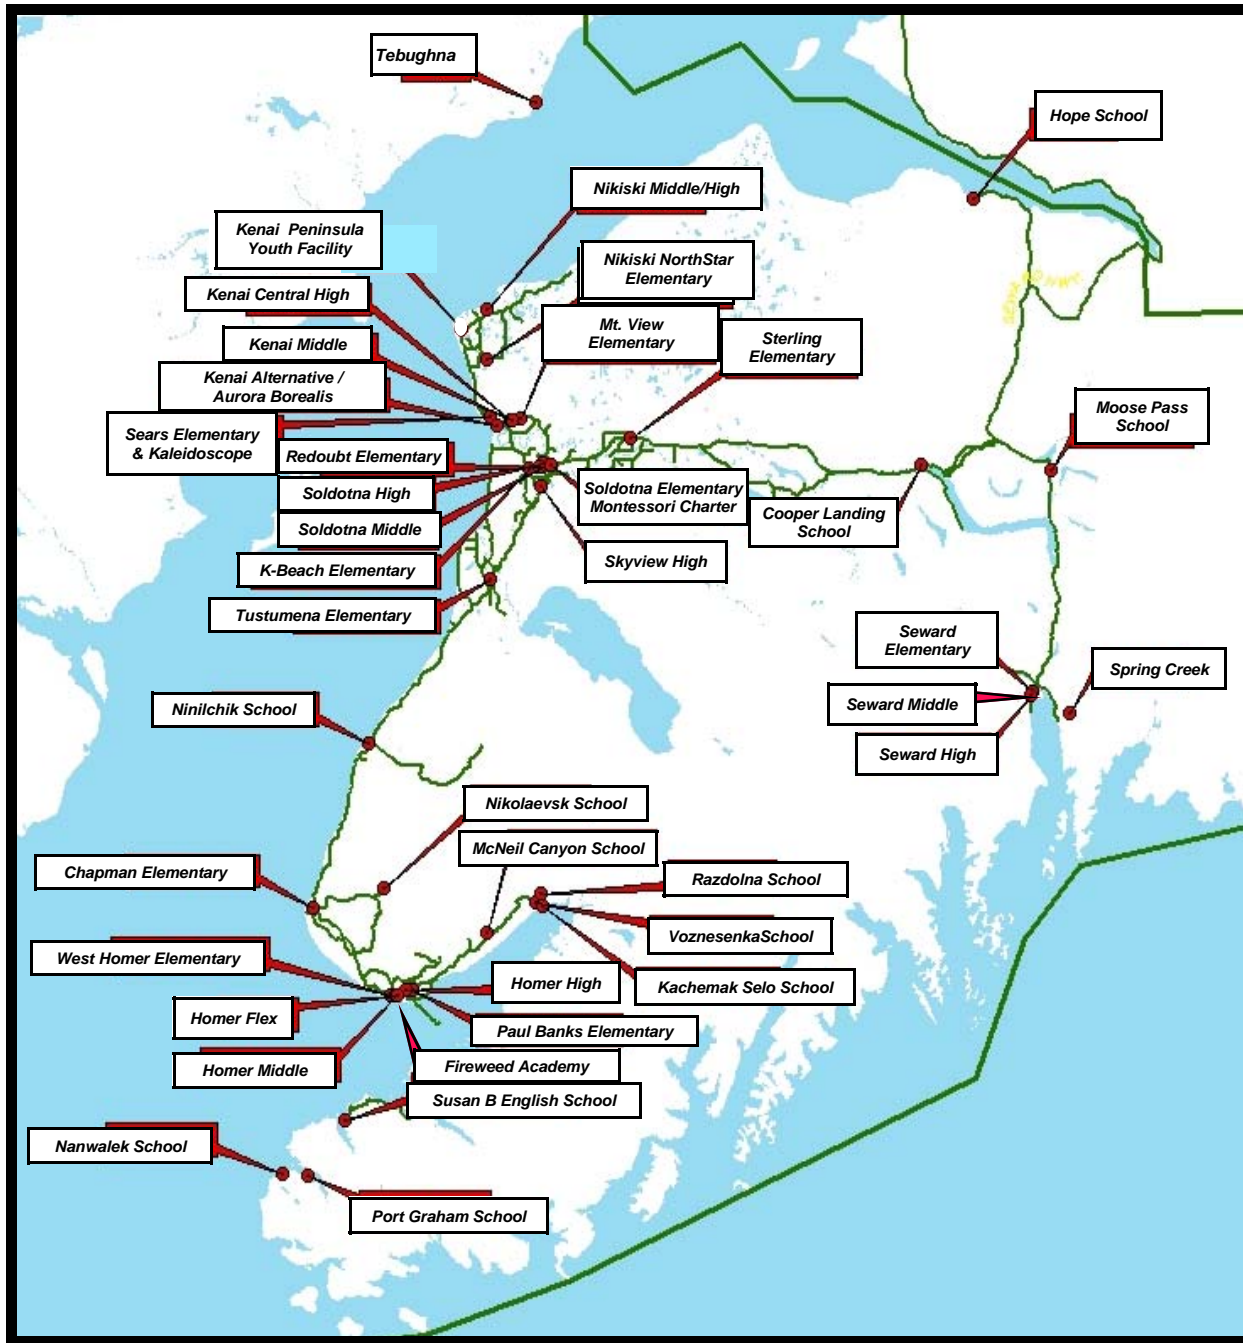 Tebughna
Hope School
Nikiski Middle/High
Kenai Peninsula
Youth Facility
Nikiski NorthStar
Elementary
Kenai Central High
Mt. View
Elementary
Sterling
Elementary
Kenai Middle
Kenai Alternative /
Aurora Borealis
Moose Pass
School
Sears Elementary
& Kaleidoscope
Redoubt Elementary
Soldotna High
Soldotna Elementary
Montessori Charter
Cooper Landing
School
Soldotna Middle
Skyview High
K-Beach Elementary
Tustumena Elementary
Seward
Elementary
Spring Creek
Seward Middle
Ninilchik School
Seward High
Nikolaevsk School
McNeil Canyon School
Chapman Elementary
Razdolna School
VoznesenkaSchool
West Homer Elementary
Homer High
Kachemak Selo School
Homer Flex
Paul Banks Elementary
Homer Middle
Fireweed Academy
Susan B English School
Nanwalek School
Port Graham School